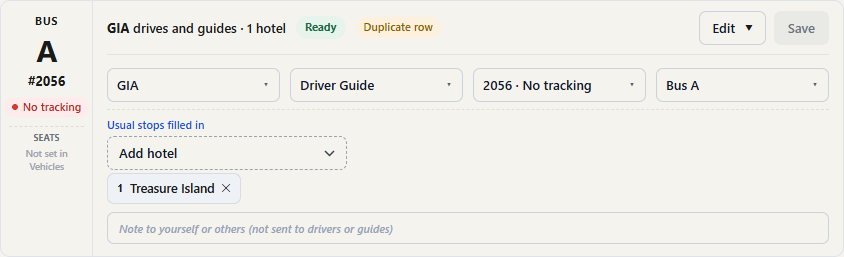 BUS
A
#2056
No tracking
SEATS
Not set in
Vehicles
GIA drives and guides · 1 hotel
Ready
Duplicate row
Edit
Save
GIA
Driver Guide
2056 · No tracking
Bus A
Usual stops filled in
Add hotel
1 Treasure Island
Note to yourself or others (not sent to drivers or guides)